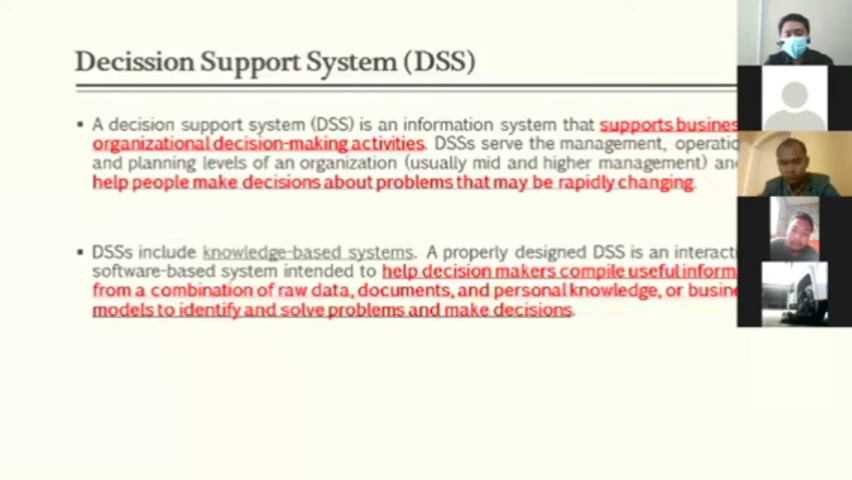 Decission Support System (DSS)
▪ A decision support system (DSS) is an information system that supports busines
organizational decision-making activities. DSSs serve the management, operatio
and planning levels of an organization (usually mid and higher management) an
help people make decisions about problems that may be rapidly changing.
▪ DSSs include knowledge-based systems. A properly designed DSS is an interacti
software-based system intended to help decision makers compile useful inform
from a combination of raw data, documents, and personal knowledge, or busine
models to identify and solve problems and make decisions.